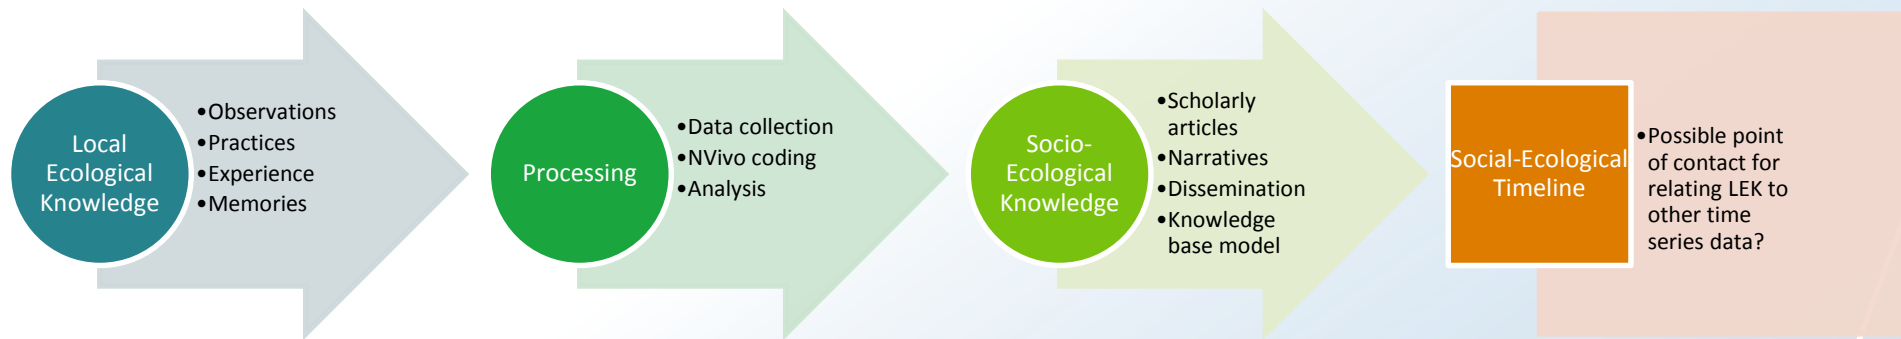 Local
Ecological
Knowledge
•Observations
•Practices
•Experience
•Memories
Processing
•Data collection
•NVivo coding
•Analysis
Socio-
Ecological
Knowledge
•Scholarly
articles
•Narratives
•Dissemination
•Knowledge
base model
Social-Ecological
Timeline
•Possible point
of contact for
relating LEK to
other time
series data?